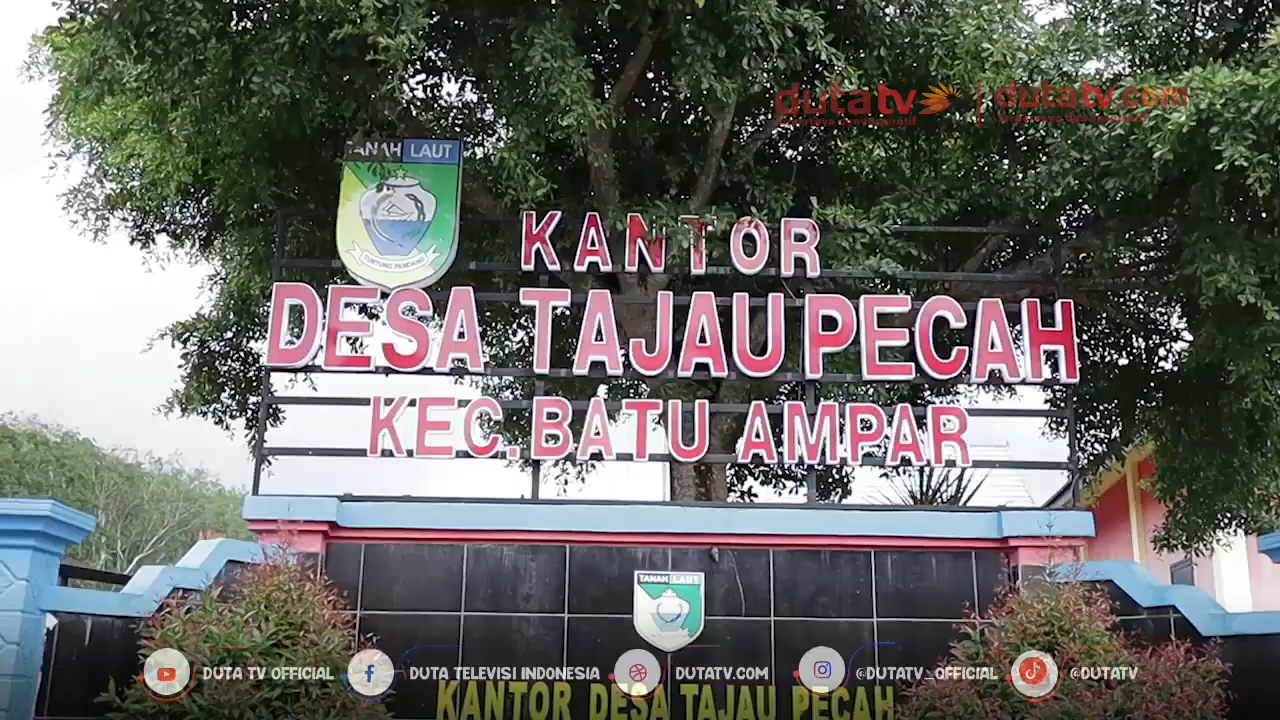 dutatv | dutatv.com
TANAH LAUT
TUNTUNG PANDANG
KANTOR
DESA TAJAU PECAH
KEC. BATU AMPAR
TANAH LAUT
DUTA TV OFFICIAL DUTA TELEVISI INDONESIA DUTATV.COM @DUTATV_OFFICIAL @DUTATV
KANTOR DESA TAJAU PECAH